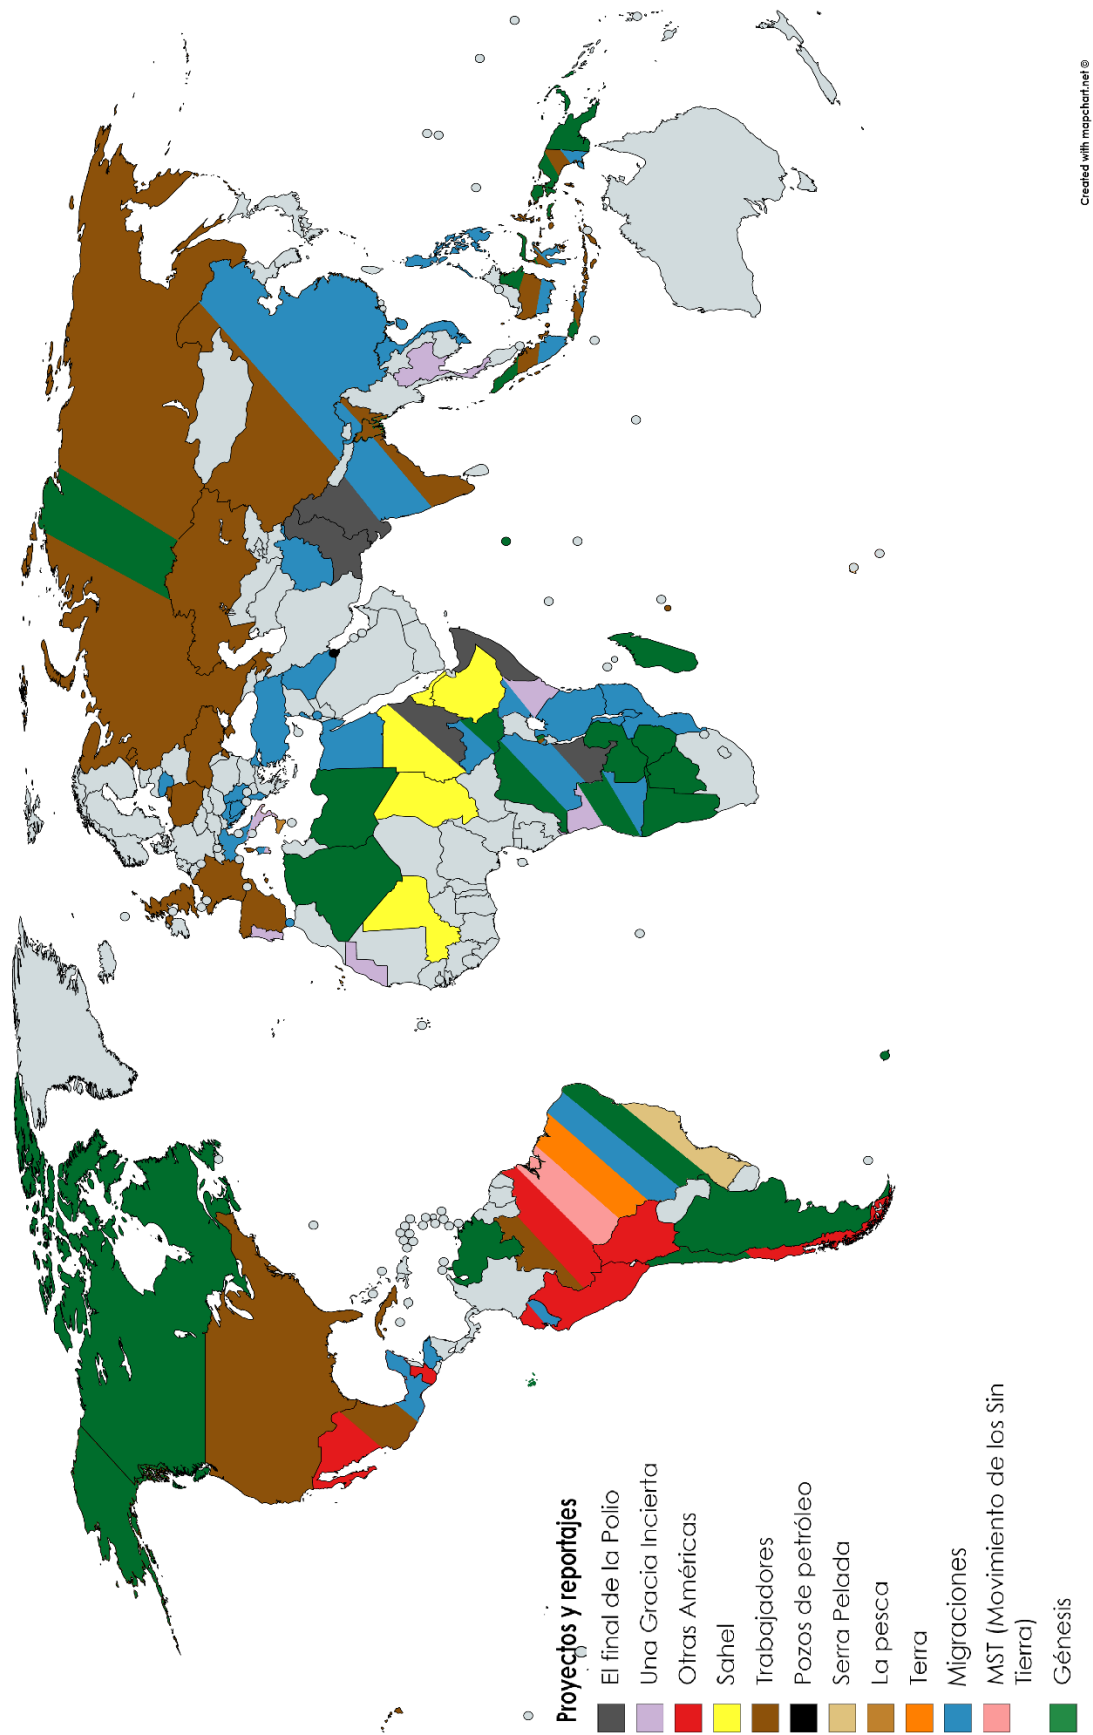 Proyectos y reportajes
El final de la Polio
Una Gracia Incierta
Otras Américas
Sahel
Trabajadores
Pozos de petróleo
Serra Pelada
La pesca
Terra
Migraciones
MST (Movimiento de los Sin
Tierra)
Génesis
Created with mapchart.net ©